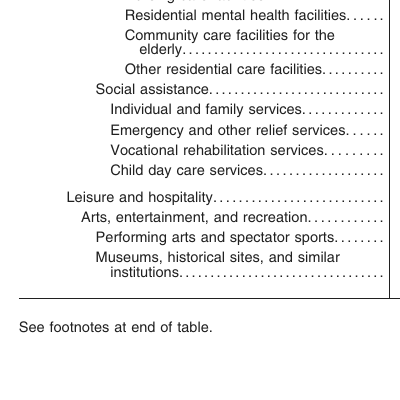 Residential mental health facilities......
Community care facilities for the
elderly..................................
Other residential care facilities..........
Social assistance..............................
Individual and family services..............
Emergency and other relief services......
Vocational rehabilitation services.........
Child day care services.....................
Leisure and hospitality.............................
Arts, entertainment, and recreation.............
Performing arts and spectator sports........
Museums, historical sites, and similar
institutions...................................
See footnotes at end of table.